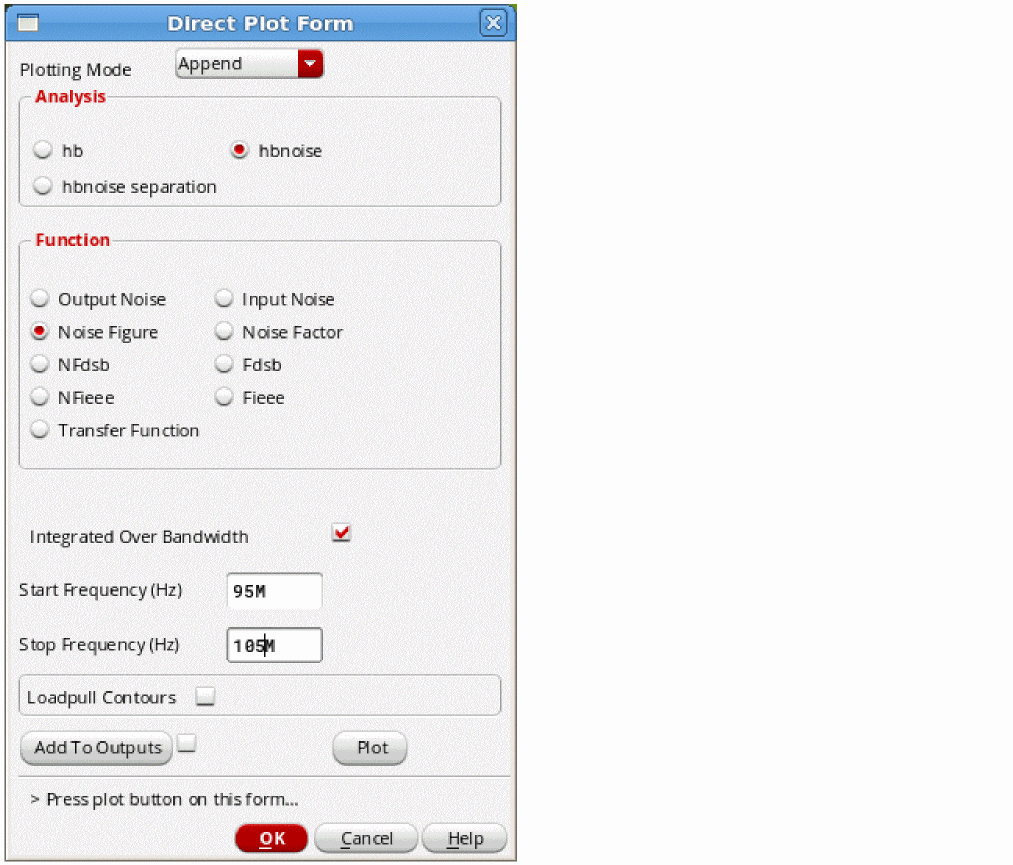 Direct Plot Form
Plotting Mode Append
Analysis
hb hbnoise
hbnoise separation
Function
Output Noise Input Noise
Noise Figure Noise Factor
NFdsb Fdsb
NFieee Fieee
Transfer Function
Integrated Over Bandwidth
Start Frequency (Hz) 95M
Stop Frequency (Hz) 105M
Loadpull Contours
Add To Outputs Plot
> Press plot button on this form...
OK Cancel Help